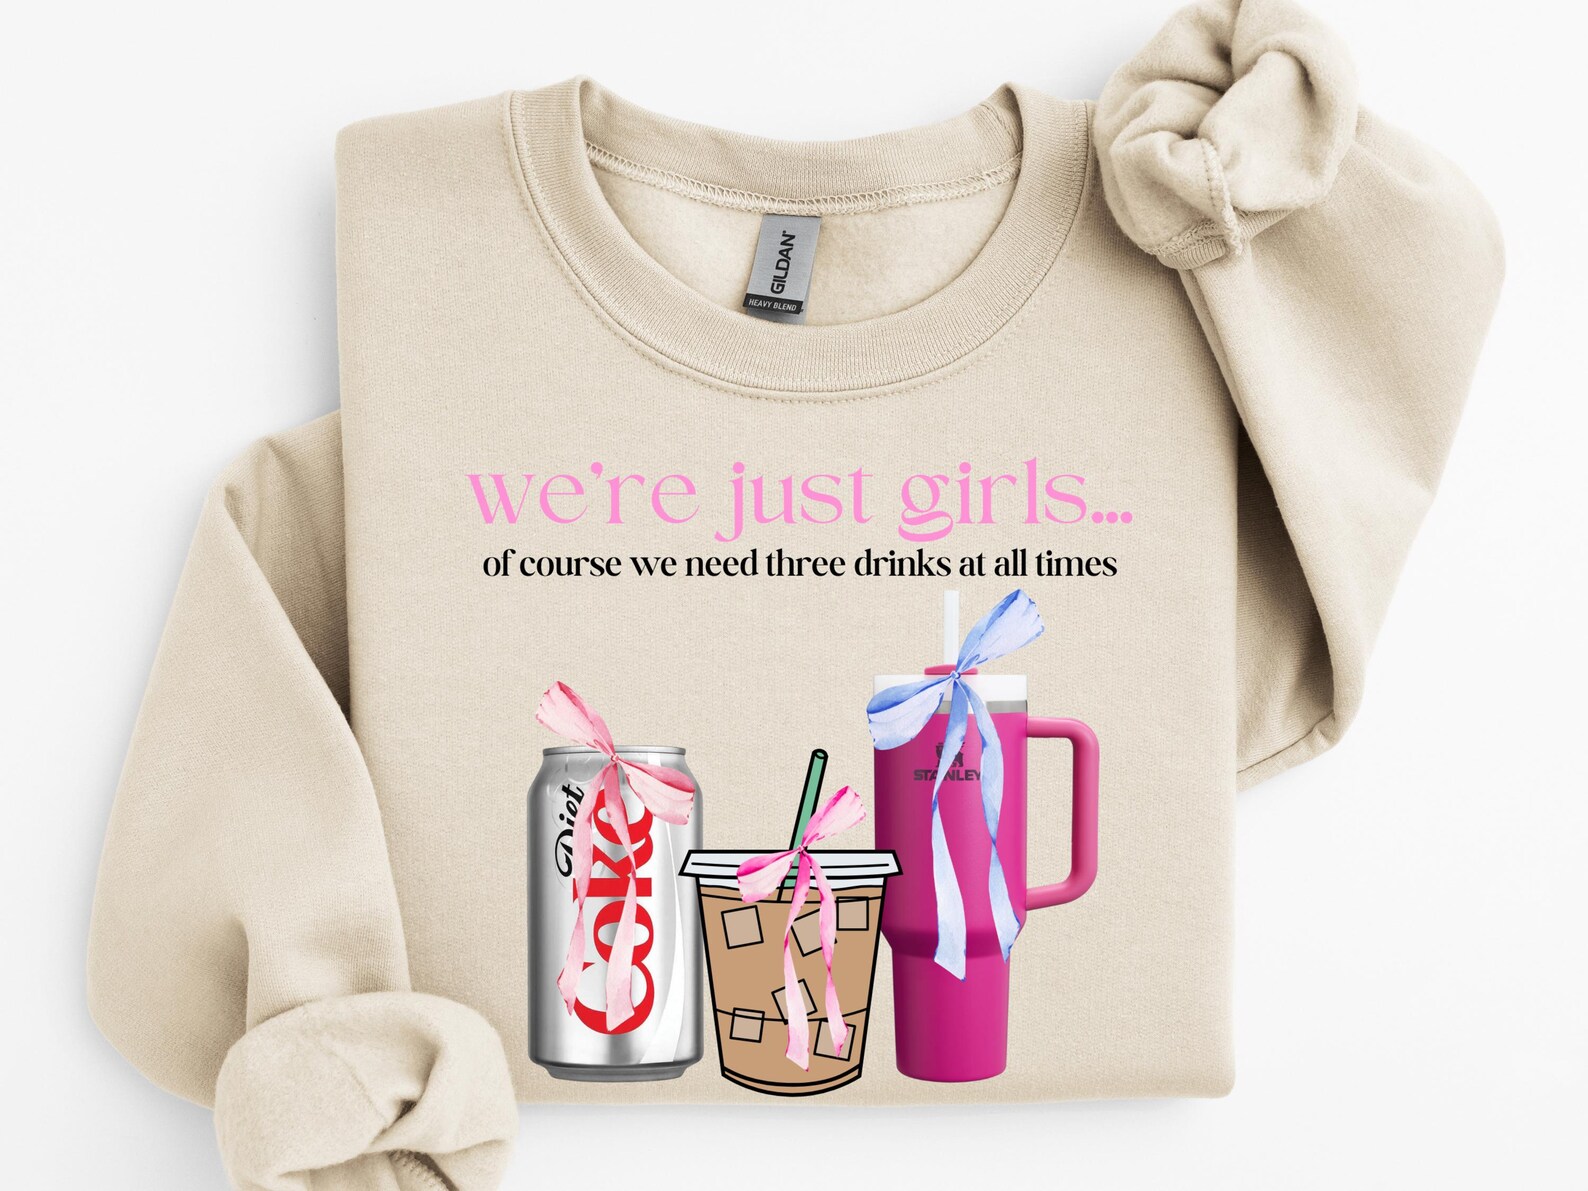 GILDAN
HEAVY BLEND
we're just girls...
of course we need three drinks at all times
Diet
Coke
STANLEY